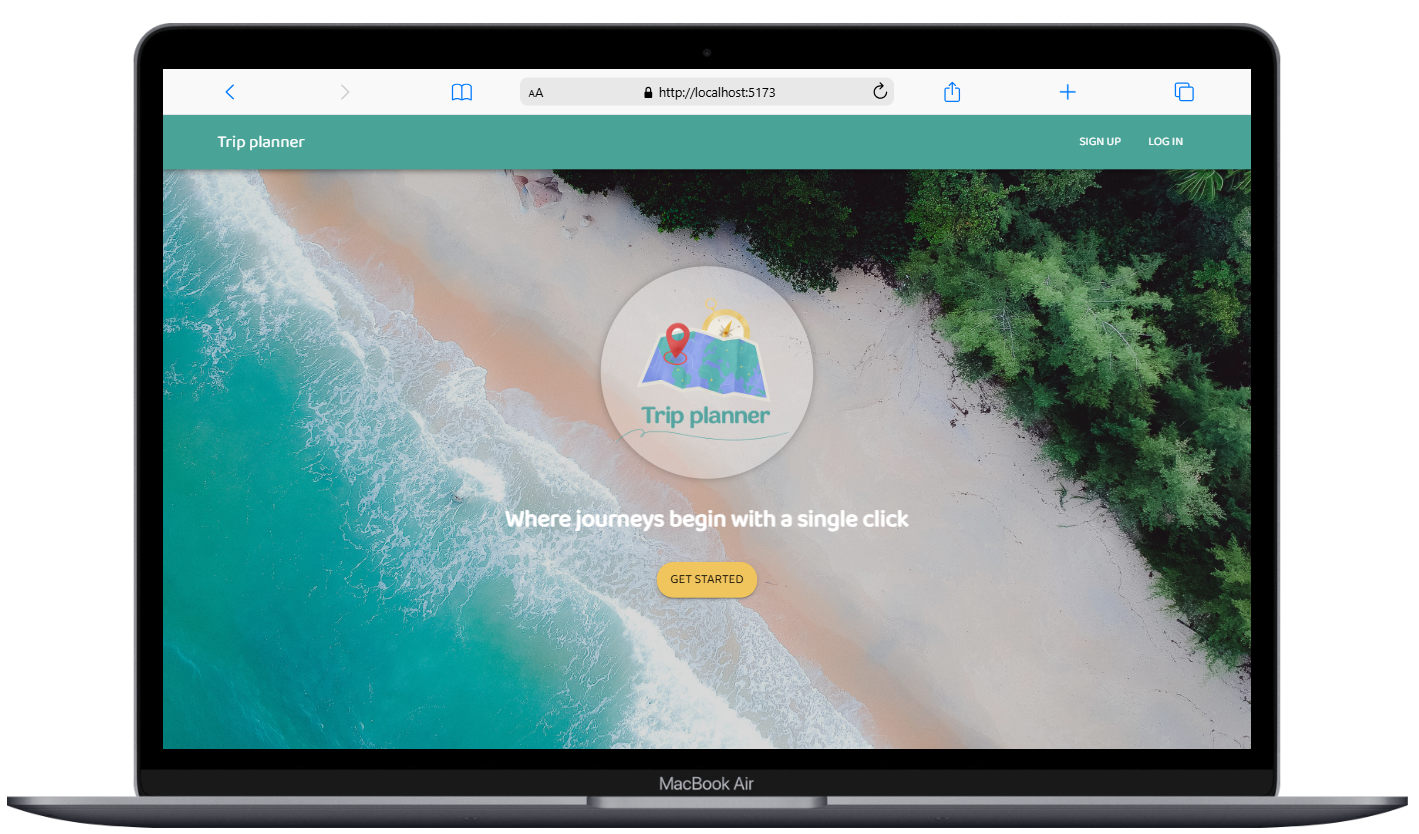 AA
http://localhost:5173
Trip planner
SIGN UP
LOG IN
Trip planner
Where journeys begin with a single click
GET STARTED
MacBook Air